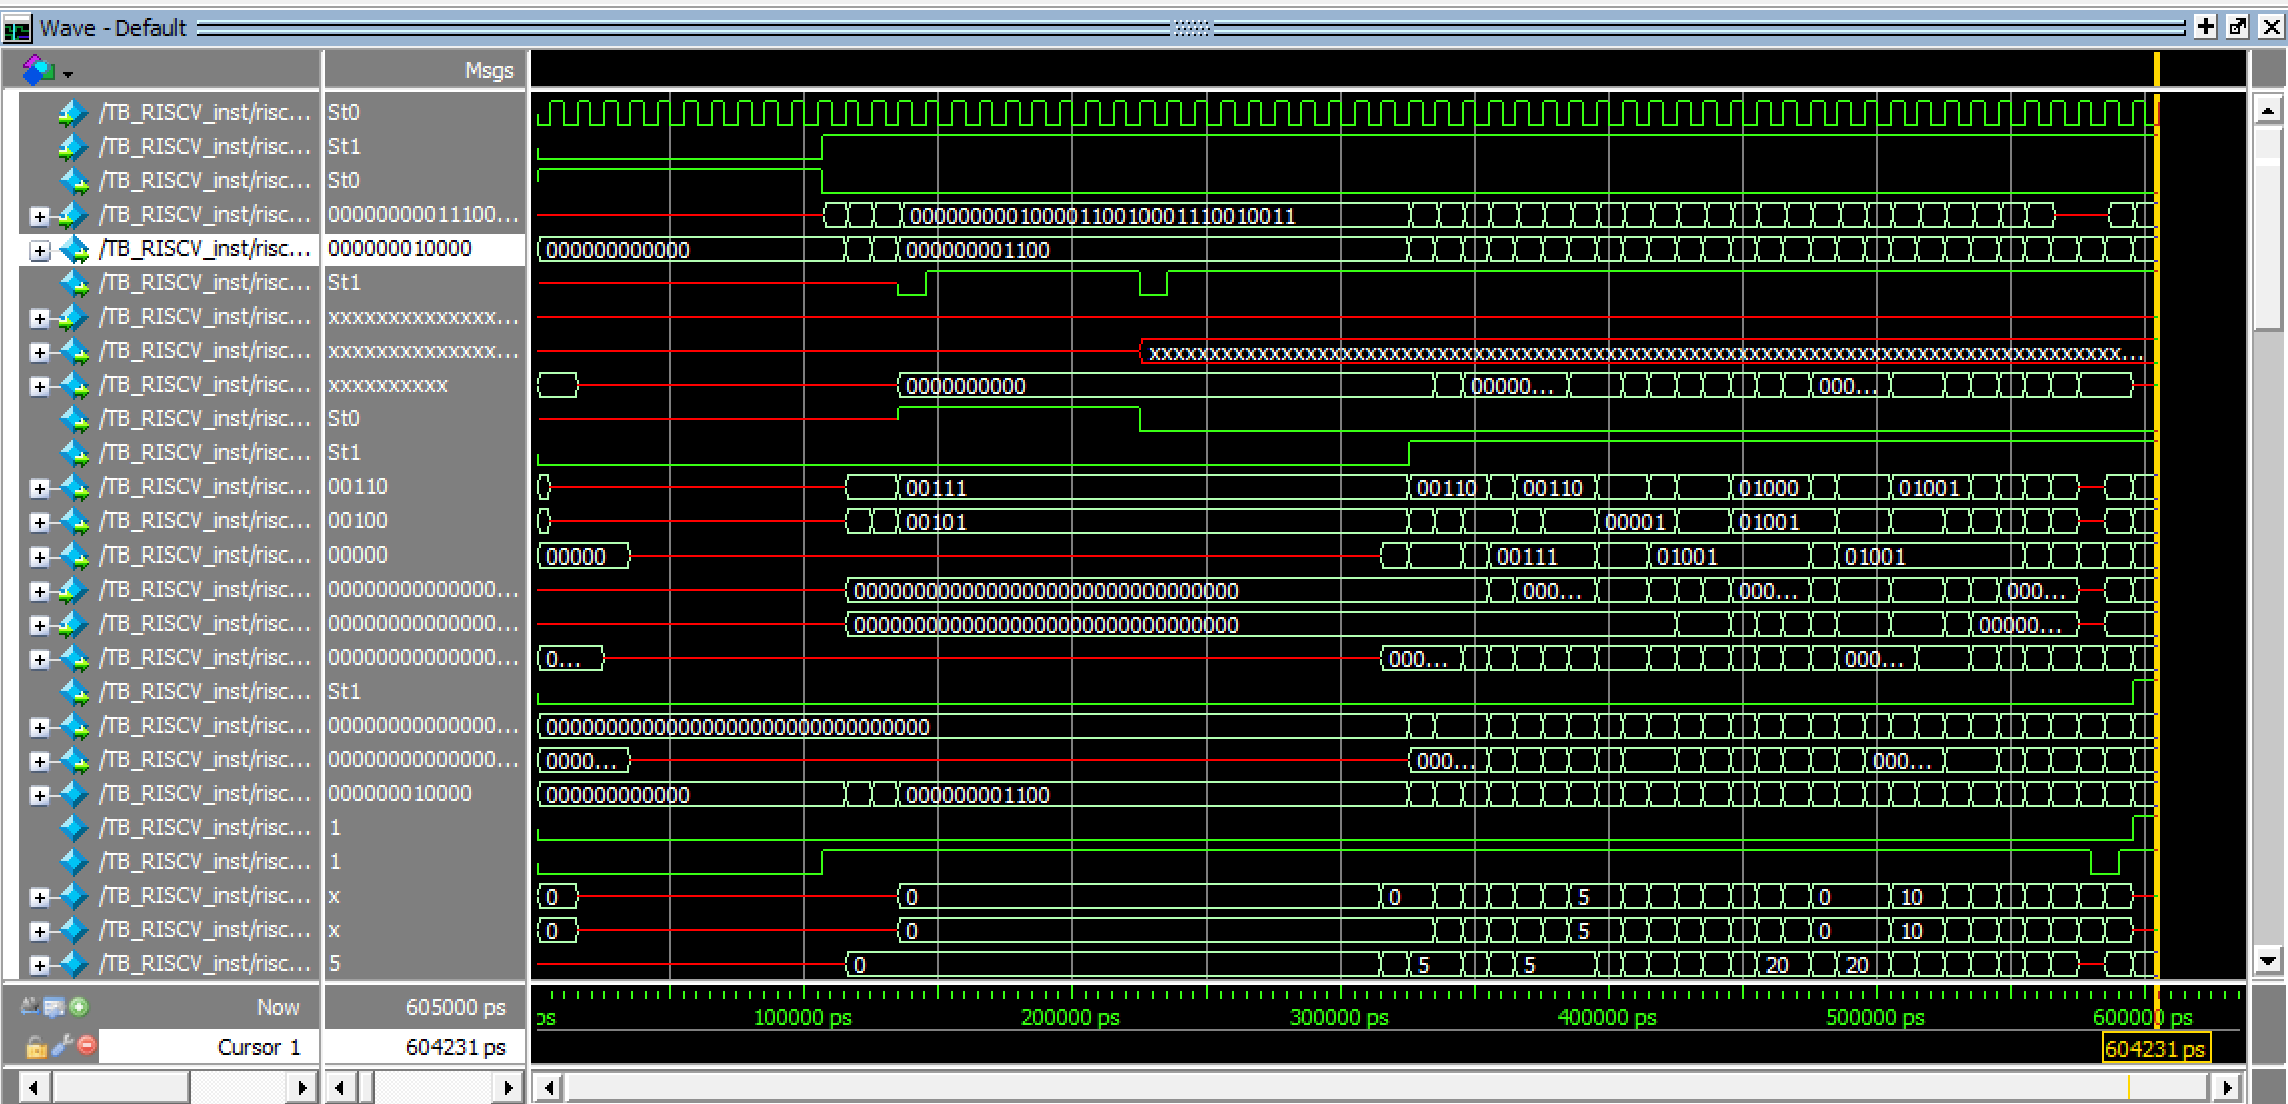 Wave - Default
Msgs
/TB_RISCV_inst/risc... St0
/TB_RISCV_inst/risc... St1
/TB_RISCV_inst/risc... St0
/TB_RISCV_inst/risc... 00000000011100... 00000000010000110010001110010011
/TB_RISCV_inst/risc... 000000010000 000000000000 000000001100
/TB_RISCV_inst/risc... St1
/TB_RISCV_inst/risc... xxxxxxxxxxxxxx...
/TB_RISCV_inst/risc... xxxxxxxxxxxxxx... xxxxxxxxxxxxxxxxxxxxxxxxxxxxxxxxxxxxxxxxxxxxxxxxxxxxxxxxxxxxxxxxxxxxxxxxxxxxxxxx...
/TB_RISCV_inst/risc... xxxxxxxxxx 0000000000 00000... 000...
/TB_RISCV_inst/risc... St0
/TB_RISCV_inst/risc... St1
/TB_RISCV_inst/risc... 00110 00111 00110 00110 01000 01001
/TB_RISCV_inst/risc... 00100 00101 00001 01001
/TB_RISCV_inst/risc... 00000 00000 00111 01001 01001
/TB_RISCV_inst/risc... 00000000000000... 00000000000000000000000000000000 000... 000... 000...
/TB_RISCV_inst/risc... 00000000000000... 00000000000000000000000000000000 00000...
/TB_RISCV_inst/risc... 00000000000000... 0... 000... 000...
/TB_RISCV_inst/risc... St1
/TB_RISCV_inst/risc... 00000000000000... 00000000000000000000000000000000
/TB_RISCV_inst/risc... 00000000000000... 0000... 000... 000...
/TB_RISCV_inst/risc... 000000010000 000000000000 000000001100
/TB_RISCV_inst/risc... 1
/TB_RISCV_inst/risc... 1
/TB_RISCV_inst/risc... x 0 0 0 5 0 10
/TB_RISCV_inst/risc... x 0 0 5 0 10
/TB_RISCV_inst/risc... 5 0 5 5 20 20
Now 605000 ps ps 100000 ps 200000 ps 300000 ps 400000 ps 500000 ps 600000 ps
Cursor 1 604231 ps 604231 ps